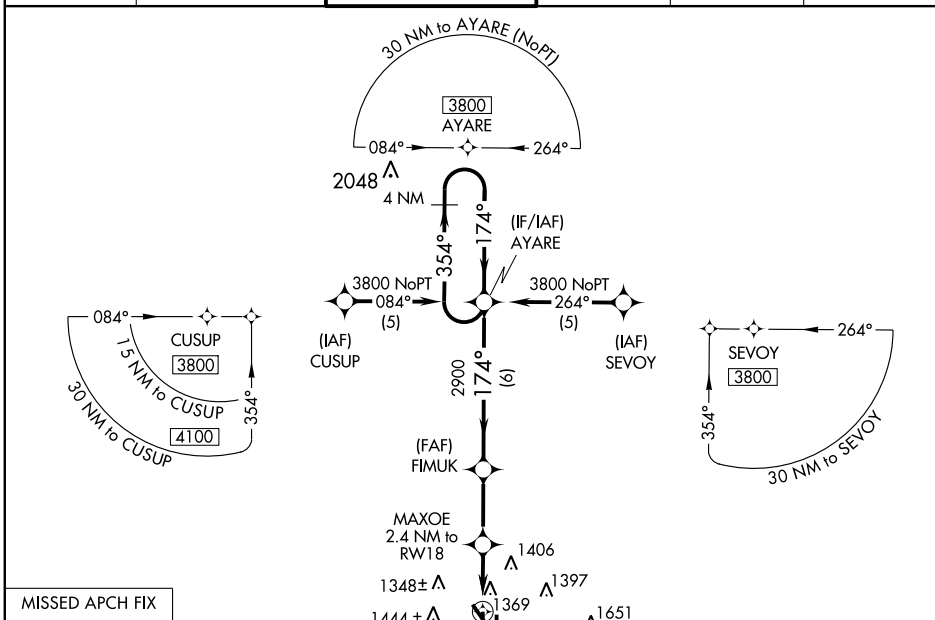 30 NM to AYARE (NoPT)
3800
AYARE
084°
264°
2048
4 NM
354°
174°
(IF/IAF)
AYARE
3800 NoPT
084°
(5)
3800 NoPT
264°
(5)
(IAF)
CUSUP
(IAF)
SEVOY
084°
CUSUP
3800
15 NM to CUSUP
4100
30 NM to CUSUP
354°
264°
SEVOY
3800
354°
30 NM to SEVOY
2900
174°
(6)
(FAF)
FIMUK
MAXOE
2.4 NM to
RW18
1406
1348±
1397
1369
1444±
1651
MISSED APCH FIX